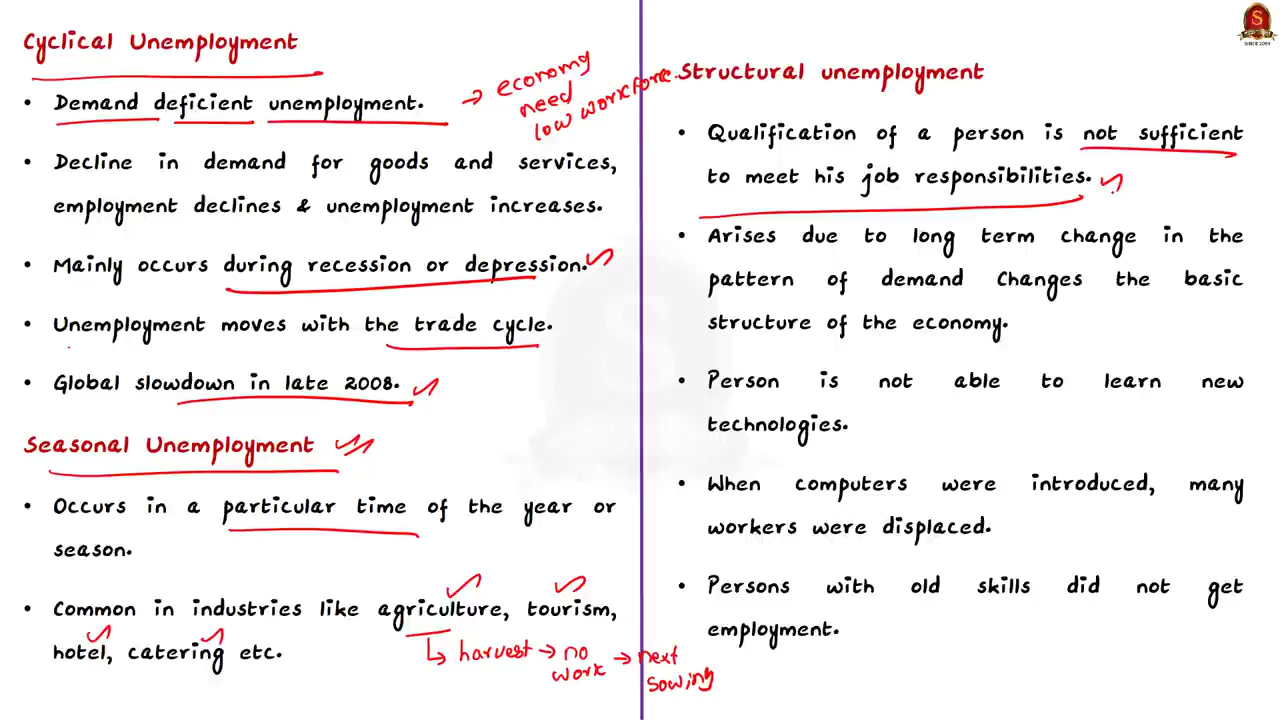 Cyclical Unemployment
• Demand deficient unemployment.
→ economy
need
low workforce.
• Decline in demand for goods and services,
employment declines & unemployment increases.
• Mainly occurs during recession or depression.
• Unemployment moves with the trade cycle.
• Global slowdown in late 2008.
Seasonal Unemployment
• Occurs in a particular time of the year or
season.
• Common in industries like agriculture, tourism,
hotel, catering etc.
↳ harvest → no
work → next
sowing
Structural unemployment
• Qualification of a person is not sufficient
to meet his job responsibilities.
• Arises due to long term change in the
pattern of demand Changes the basic
structure of the economy.
• Person is not able to learn new
technologies.
• When computers were introduced, many
workers were displaced.
• Persons with old skills did not get
employment.
S
SINCE 2004